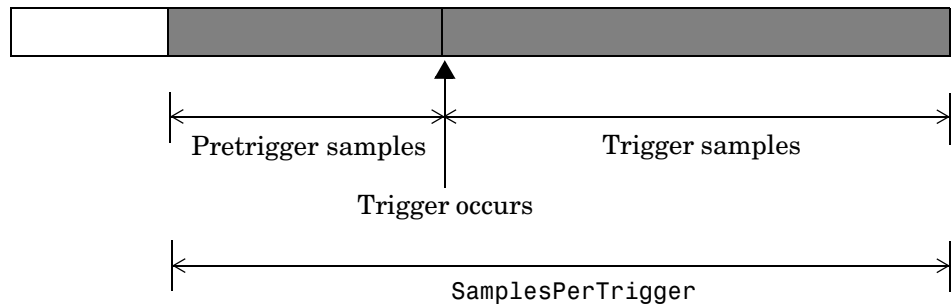 Pretrigger samples
Trigger samples
Trigger occurs
SamplesPerTrigger